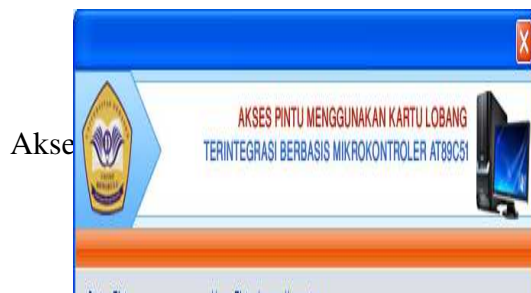 AKSES PINTU MENGGUNAKAN KARTU LOBANG
Akse
TERINTEGRASI BERBASIS MIKROKONTROLER AT89C51